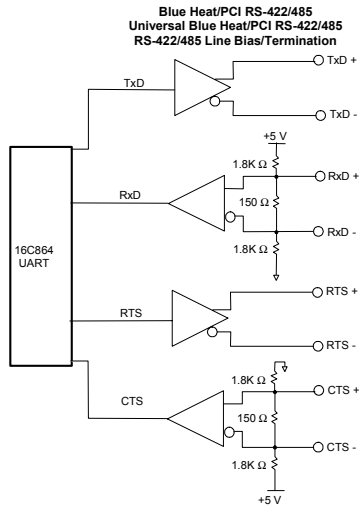 Blue Heat/PCI RS-422/485
Universal Blue Heat/PCI RS-422/485
RS-422/485 Line Bias/Termination
TxD
TxD +
TxD -
+5 V
1.8K Ω
RxD
RxD +
150 Ω
RxD -
1.8K Ω
16C864
UART
RTS
RTS +
RTS -
1.8K Ω
CTS
CTS +
150 Ω
CTS -
1.8K Ω
+5 V